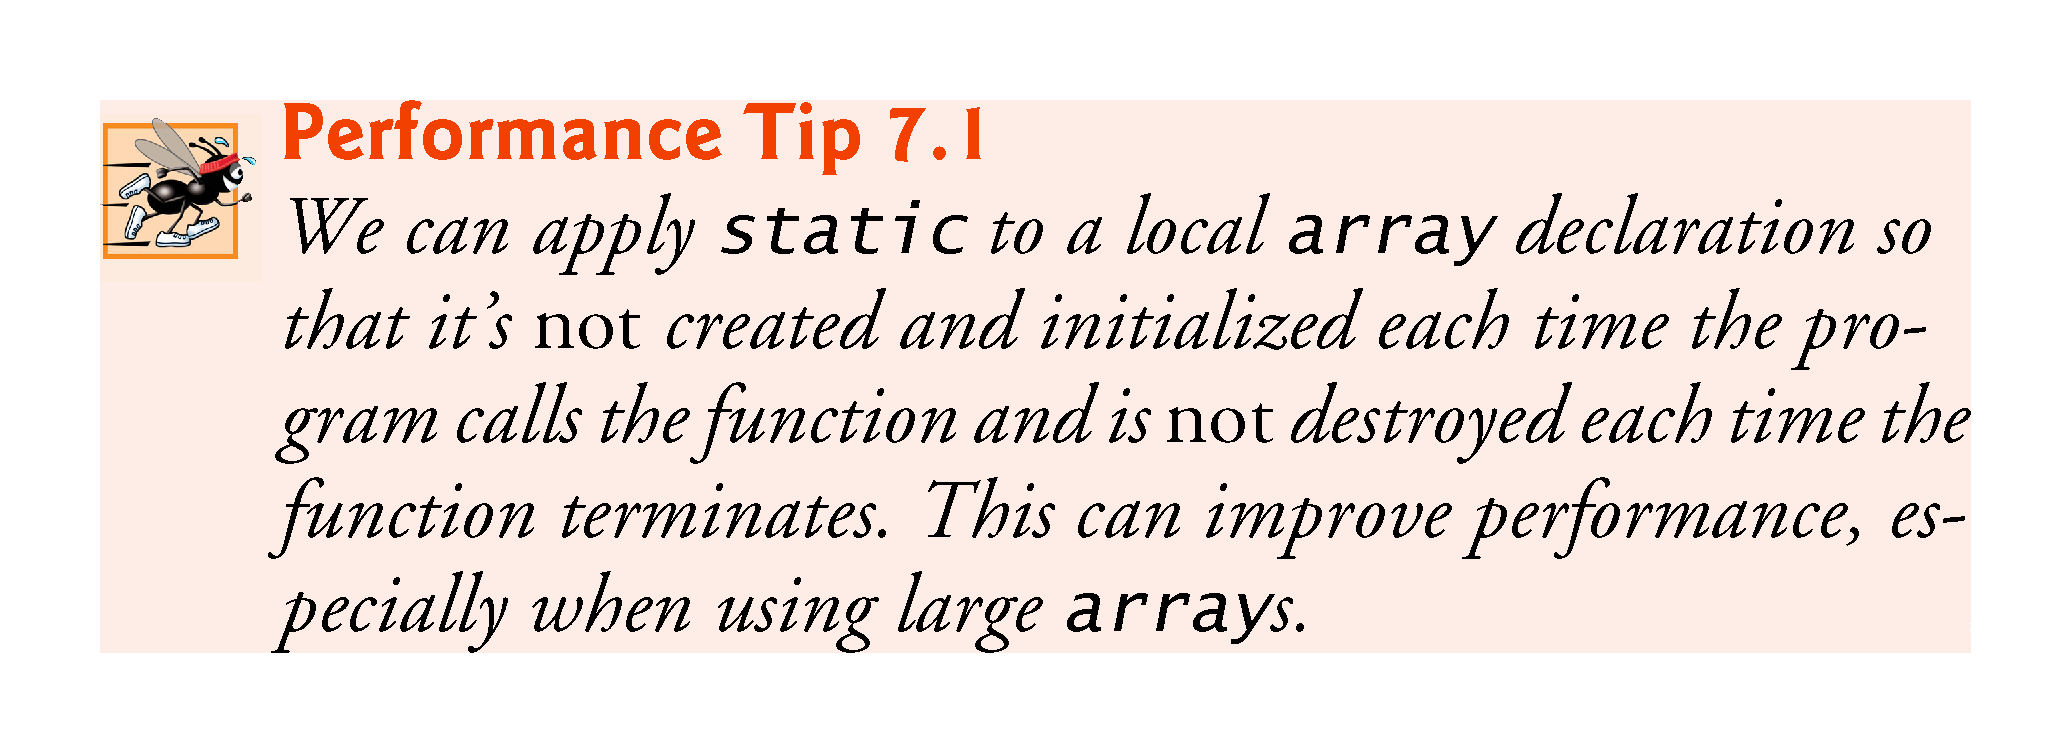 Performance Tip 7.1
We can apply static to a local array declaration so
that it’s not created and initialized each time the pro-
gram calls the function and is not destroyed each time the
function terminates. This can improve performance, es-
pecially when using large arrays.